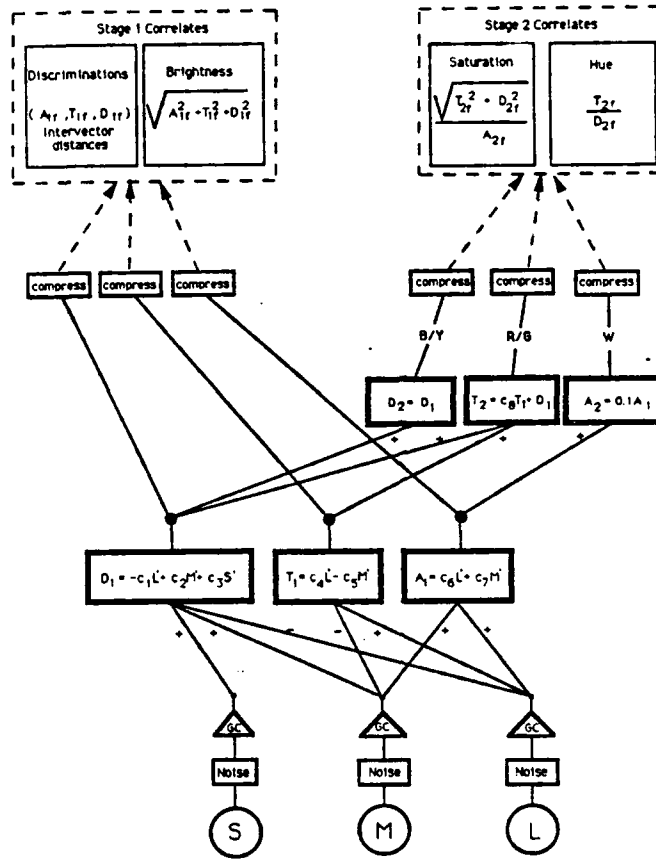 Stage 1 Correlates
Discriminations
( A1f , T1f , D1f )
Intervector
distances
Brightness
√ A1f² + T1f² + D1f²
Stage 2 Correlates
Saturation
√ T2f² + D2f²
A2f
Hue
T2f
D2f
compress compress compress
compress compress compress
B/Y R/G W
D2 = D1
T2 = c8T1 + D1
A2 = 0.1A1
+ + + +
D1 = -c1L' + c2M' + c3S'
T1 = c4L' - c5M'
A1 = c6L' + c7M'
+ + - - + + +
GC GC GC
Noise Noise Noise
S M L